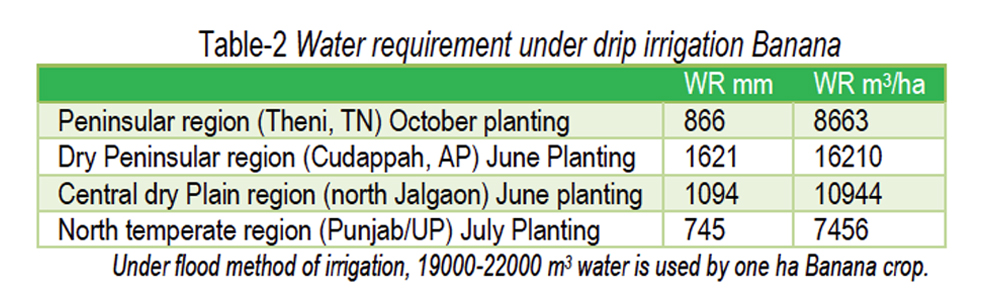 Table-2 Water requirement under drip irrigation Banana
WR mm WR m³/ha
Peninsular region (Theni, TN) October planting 866 8663
Dry Peninsular region (Cudappah, AP) June Planting 1621 16210
Central dry Plain region (north Jalgaon) June planting 1094 10944
North temperate region (Punjab/UP) July Planting 745 7456
Under flood method of irrigation, 19000-22000 m³ water is used by one ha Banana crop.